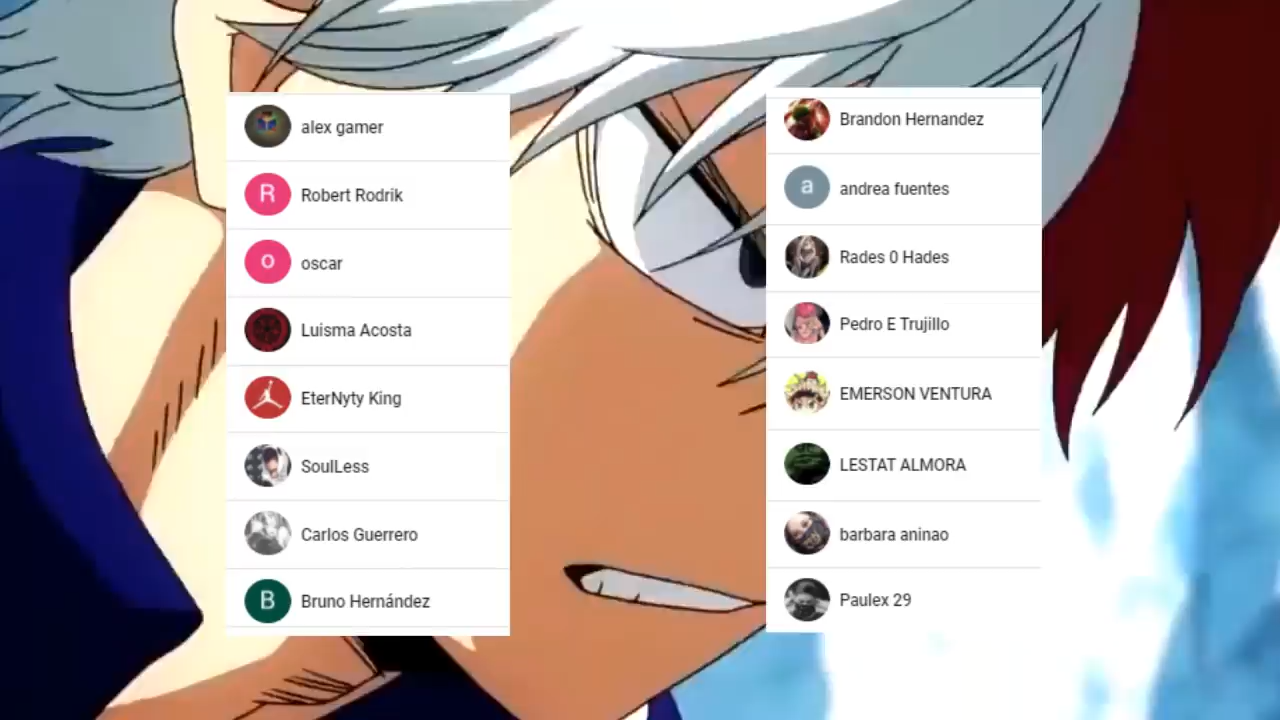 alex gamer
R
Robert Rodrik
o
oscar
Luisma Acosta
EterNyty King
SoulLess
Carlos Guerrero
B
Bruno Hernández
Brandon Hernandez
a
andrea fuentes
Rades 0 Hades
Pedro E Trujillo
EMERSON VENTURA
LESTAT ALMORA
barbara aninao
Paulex 29